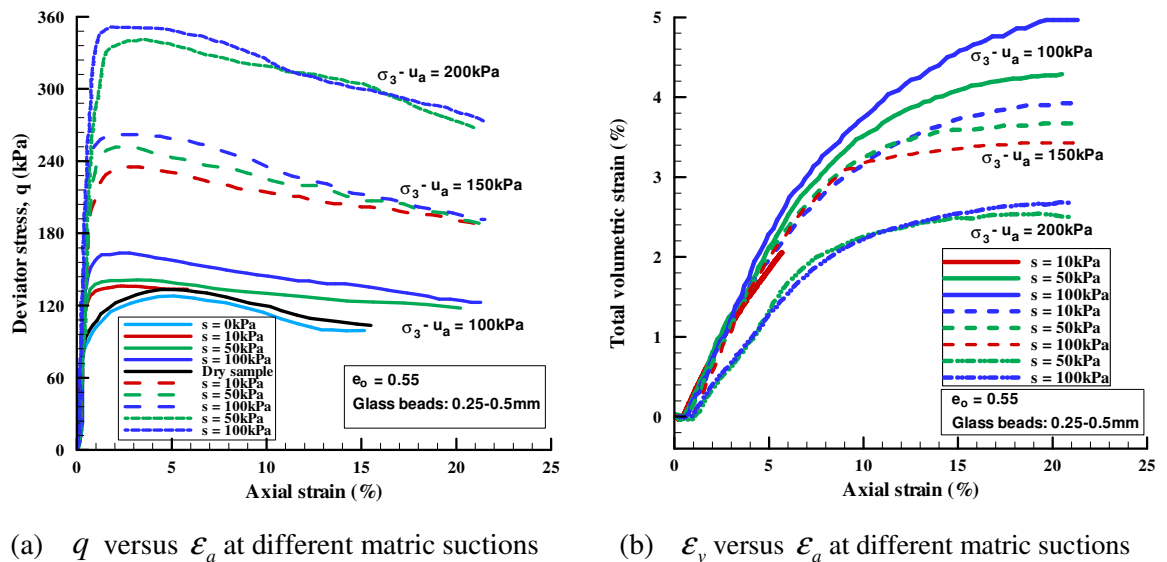 360
300
240
180
120
60
0
Deviator stress, q (kPa)
σ₃ - uₐ = 200kPa
σ₃ - uₐ = 150kPa
σ₃ - uₐ = 100kPa
s = 0kPa
s = 10kPa
s = 50kPa
s = 100kPa
Dry sample
s = 10kPa
s = 50kPa
s = 100kPa
s = 50kPa
s = 100kPa
eₒ = 0.55
Glass beads: 0.25-0.5mm
0 5 10 15 20 25
Axial strain (%)
(a) q versus εₐ at different matric suctions
5
4
3
2
1
0
Total volumetric strain (%)
σ₃ - uₐ = 100kPa
σ₃ - uₐ = 150kPa
σ₃ - uₐ = 200kPa
s = 10kPa
s = 50kPa
s = 100kPa
s = 10kPa
s = 50kPa
s = 100kPa
s = 50kPa
s = 100kPa
eₒ = 0.55
Glass beads: 0.25-0.5mm
0 5 10 15 20 25
Axial strain (%)
(b) εᵥ versus εₐ at different matric suctions